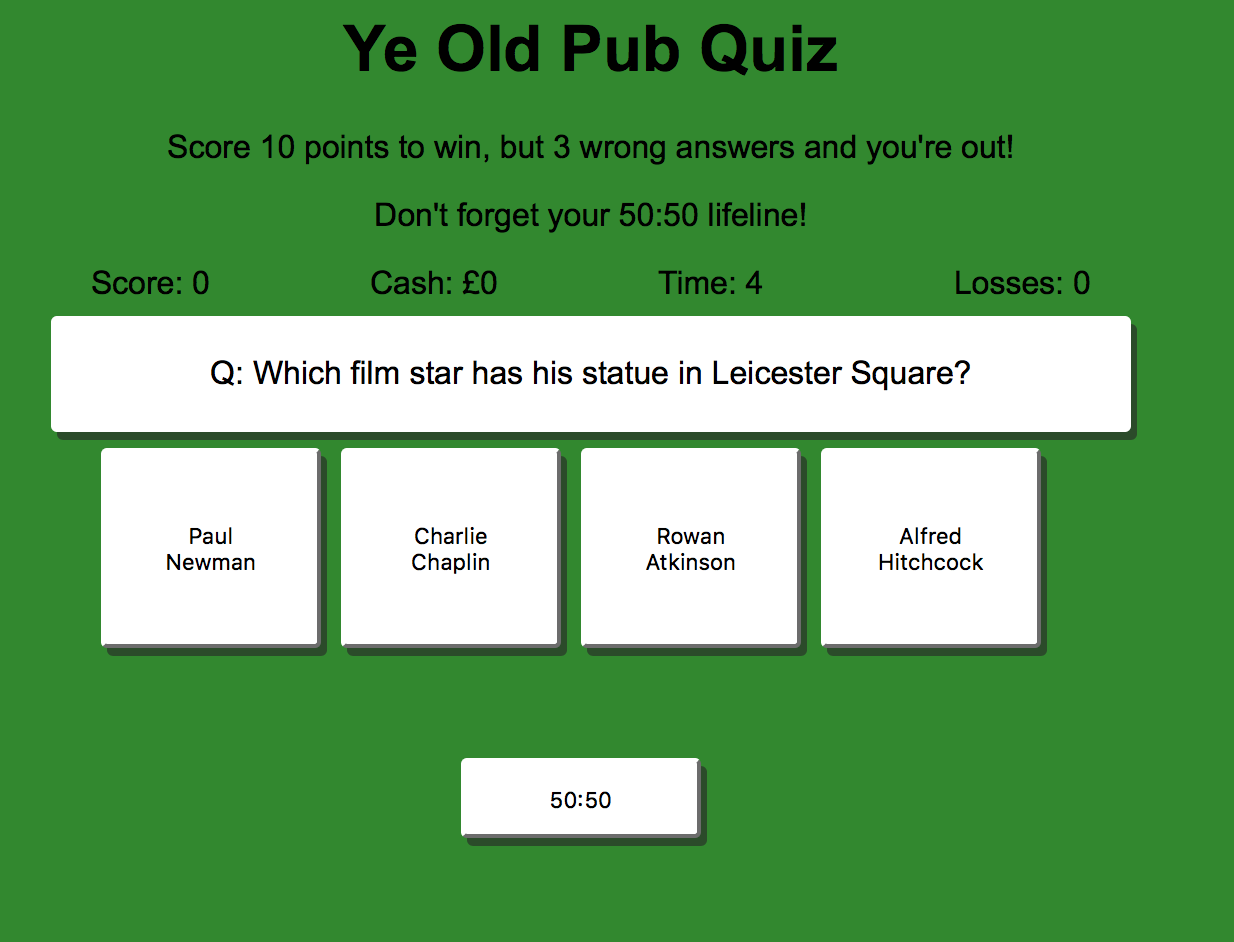 Ye Old Pub Quiz
Score 10 points to win, but 3 wrong answers and you're out!
Don't forget your 50:50 lifeline!
Score: 0 Cash: £0 Time: 4 Losses: 0
Q: Which film star has his statue in Leicester Square?
Paul
Newman
Charlie
Chaplin
Rowan
Atkinson
Alfred
Hitchcock
50:50